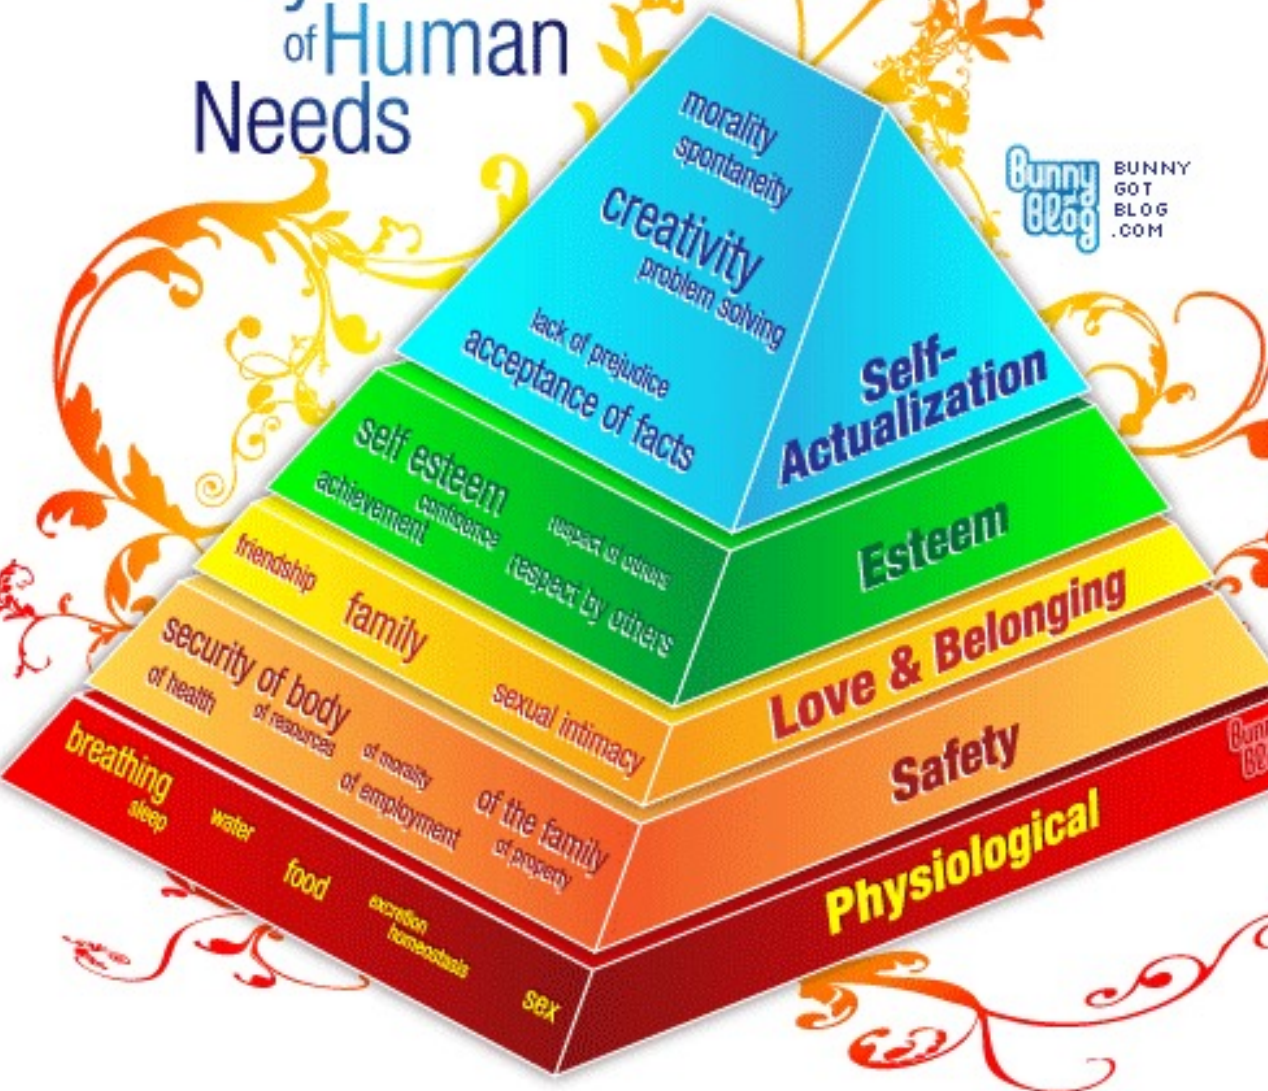 of Human
Needs
Bunny
Blog
BUNNY
GOT
BLOG
.COM
morality
spontaneity
creativity
problem solving
lack of prejudice
acceptance of facts
Self-
Actualization
self esteem
confidence
achievement
respect of others
respect by others
Esteem
friendship
family
sexual intimacy
Love & Belonging
security of body
of health
of resources
of morality
of employment
of the family
of property
Safety
breathing
sleep
water
food
excretion
homeostasis
sex
Physiological